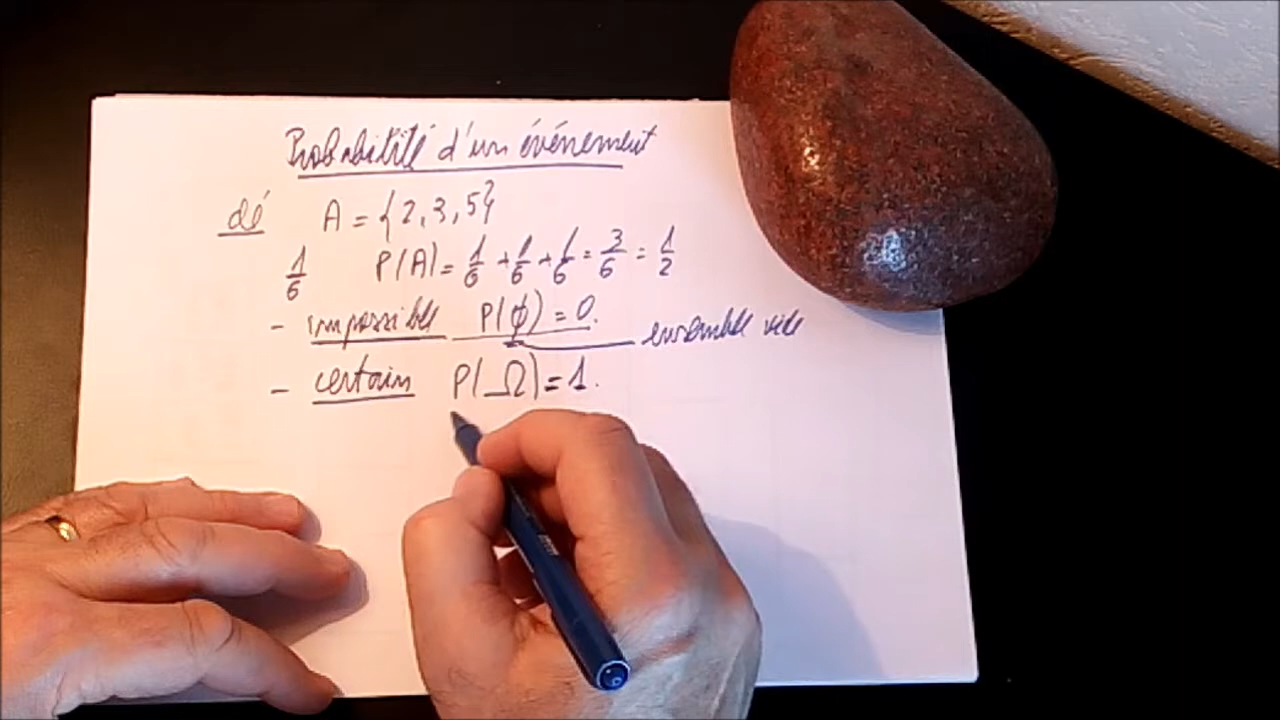 Probabilité d'un événement
dé A = {2, 3, 5}
1/6 P(A) = 1/6 + 1/6 + 1/6 = 3/6 = 1/2
- impossible P(ϕ) = 0.
ensemble vide
- certain P(Ω) = 1.